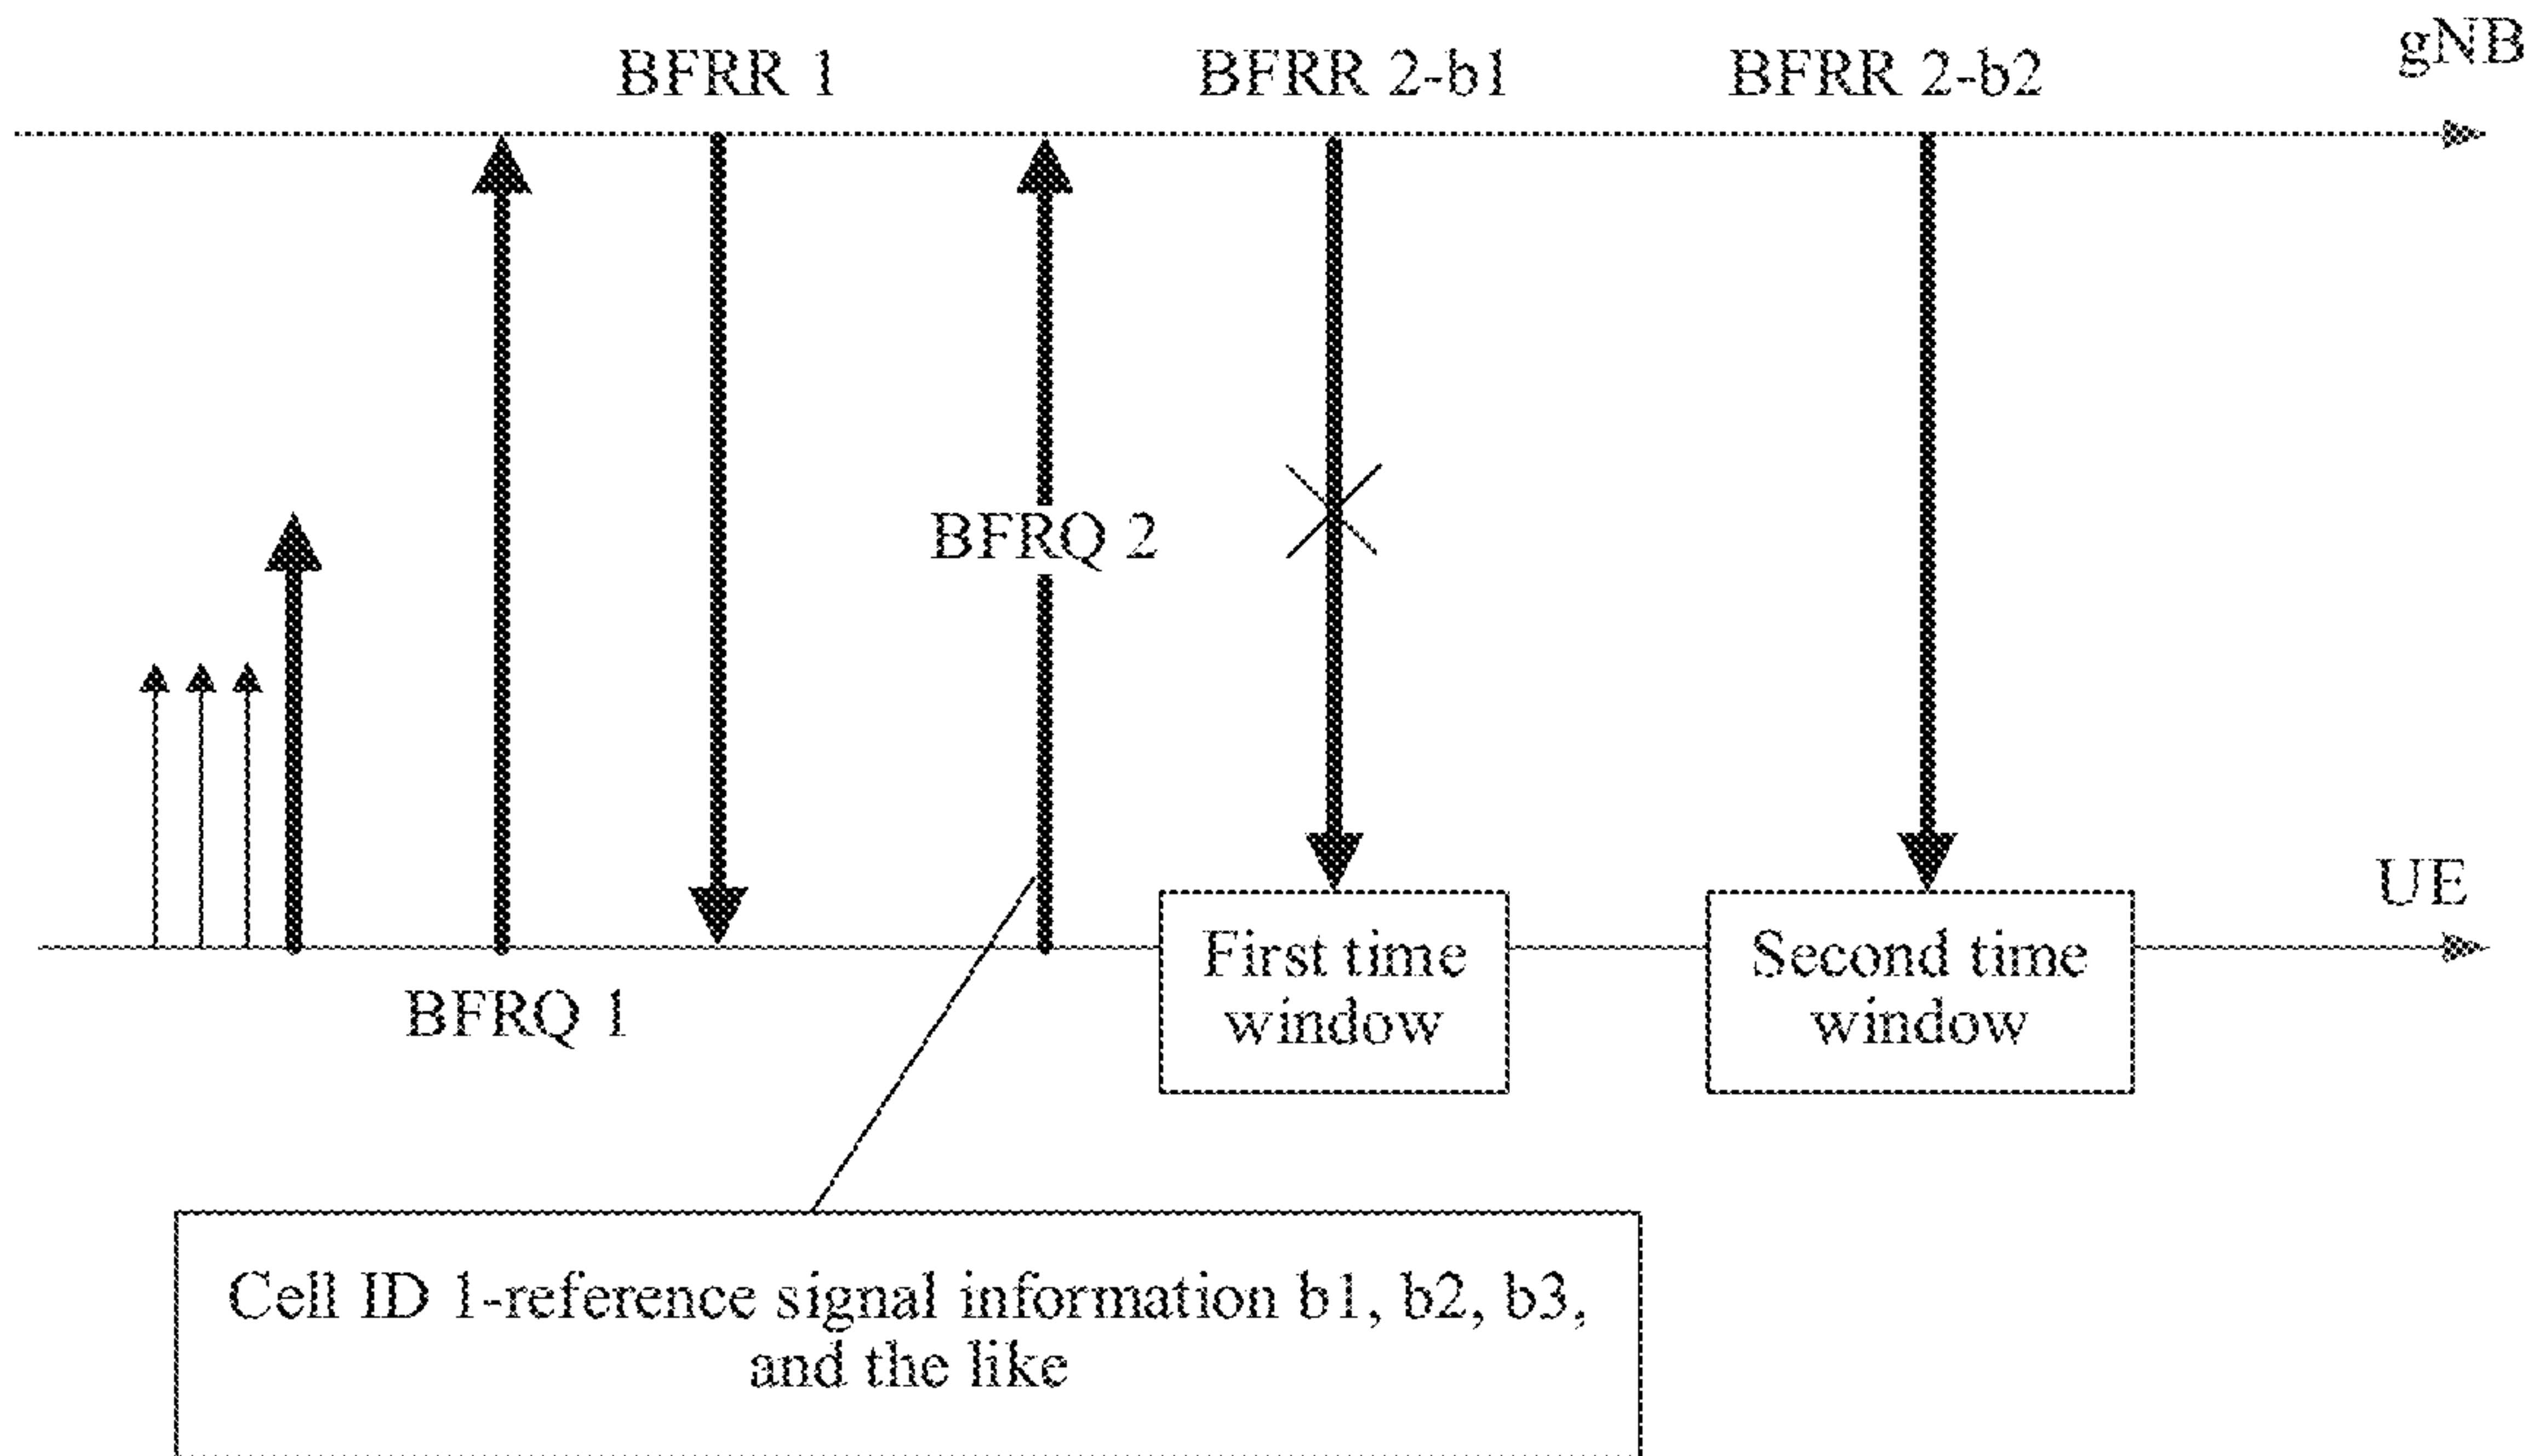 gNB
BFRR 1
BFRR 2-b1
BFRR 2-b2
BFRQ 2
UE
BFRQ 1
First time
window
Second time
window
Cell ID 1-reference signal information b1, b2, b3,
and the like